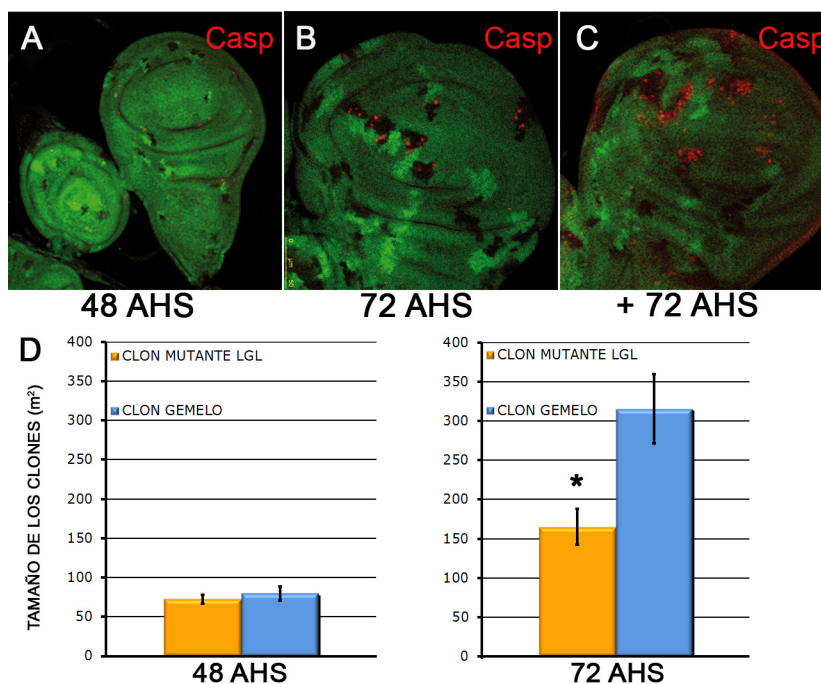 A
Casp
B
Casp
C
Casp
48 AHS
72 AHS
+ 72 AHS
D
TAMAÑO DE LOS CLONES (m²)
400
350
300
250
200
150
100
50
0
CLON MUTANTE LGL
CLON GEMELO
48 AHS
400
350
300
250
200
150
100
50
0
CLON MUTANTE LGL
CLON GEMELO
*
72 AHS